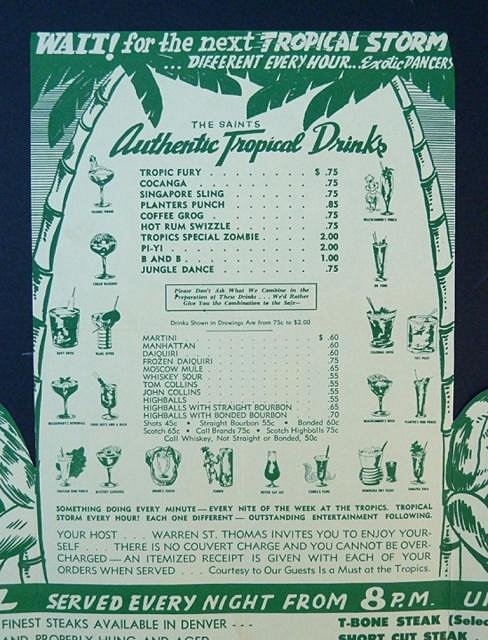 WAIT! for the next TROPICAL STORM
... DIFFERENT EVERY HOUR... Exotic DANCERS
THE SAINTS
Authentic Tropical Drinks
TROPIC FURY . . . . . . . . . $ .75
COCANGA . . . . . . . . . . .75
SINGAPORE SLING . . . . . . . . .75
PLANTERS PUNCH . . . . . . . . .85
COFFEE GROG . . . . . . . . . .75
HOT RUM SWIZZLE . . . . . . . . .75
TROPICS SPECIAL ZOMBIE . . . . . . 2.00
PI-YI . . . . . . . . . . . 2.00
B AND B . . . . . . . . . . 1.00
JUNGLE DANCE . . . . . . . . . .75
Please Don't Ask What We Combine in the
Preparation of These Drinks . . . We'd Rather
Give You the Combination to the Safe—
Drinks Shown in Drawings Are from 75c to $2.00
MARTINI $ .60
MANHATTAN .60
DAIQUIRI .60
FROZEN DAIQUIRI .75
MOSCOW MULE .65
WHISKEY SOUR .55
TOM COLLINS .55
JOHN COLLINS .55
HIGHBALLS .55
HIGHBALLS WITH STRAIGHT BOURBON .65
HIGHBALLS WITH BONDED BOURBON .70
Shots 45c • Straight Bourbon 55c • Bonded 60c
Scotch 65c • Call Brands 75c • Scotch Highballs 75c
Call Whiskey, Not Straight or Bonded, 50c
SOMETHING DOING EVERY MINUTE — EVERY NITE OF THE WEEK AT THE TROPICS. TROPICAL
STORM EVERY HOUR! EACH ONE DIFFERENT — OUTSTANDING ENTERTAINMENT FOLLOWING.
YOUR HOST . . . WARREN ST. THOMAS INVITES YOU TO ENJOY YOUR-
SELF . . . THERE IS NO COUVERT CHARGE AND YOU CANNOT BE OVER-
CHARGED — AN ITEMIZED RECEIPT IS GIVEN WITH EACH OF YOUR
ORDERS WHEN SERVED . . . Courtesy to Our Guests Is a Must at the Tropics.
SERVED EVERY NIGHT FROM 8 P.M.
FINEST STEAKS AVAILABLE IN DENVER ---
AND PROPERLY HUNG AND AGED
T-BONE STEAK (Selec
SHORT CUT STEAK